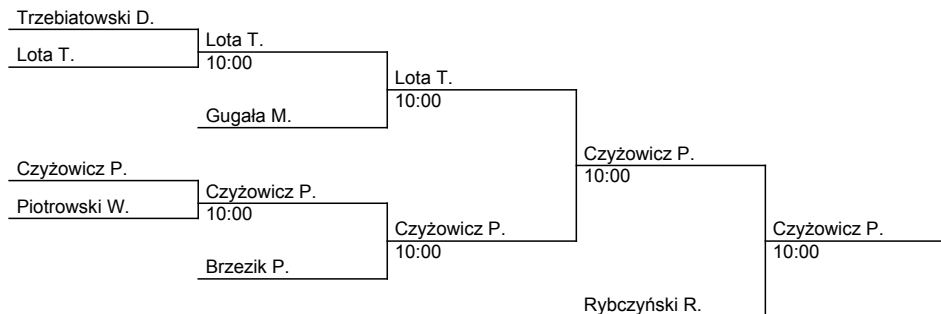 Trzebiatowski D.
Lota T.
Lota T.
10:00
Lota T.
10:00
Gugała M.
Czyżowicz P.
10:00
Czyżowicz P.
Czyżowicz P.
10:00
Piotrowski W.
Czyżowicz P.
10:00
Czyżowicz P.
10:00
Brzezik P.
Rybczyński R.